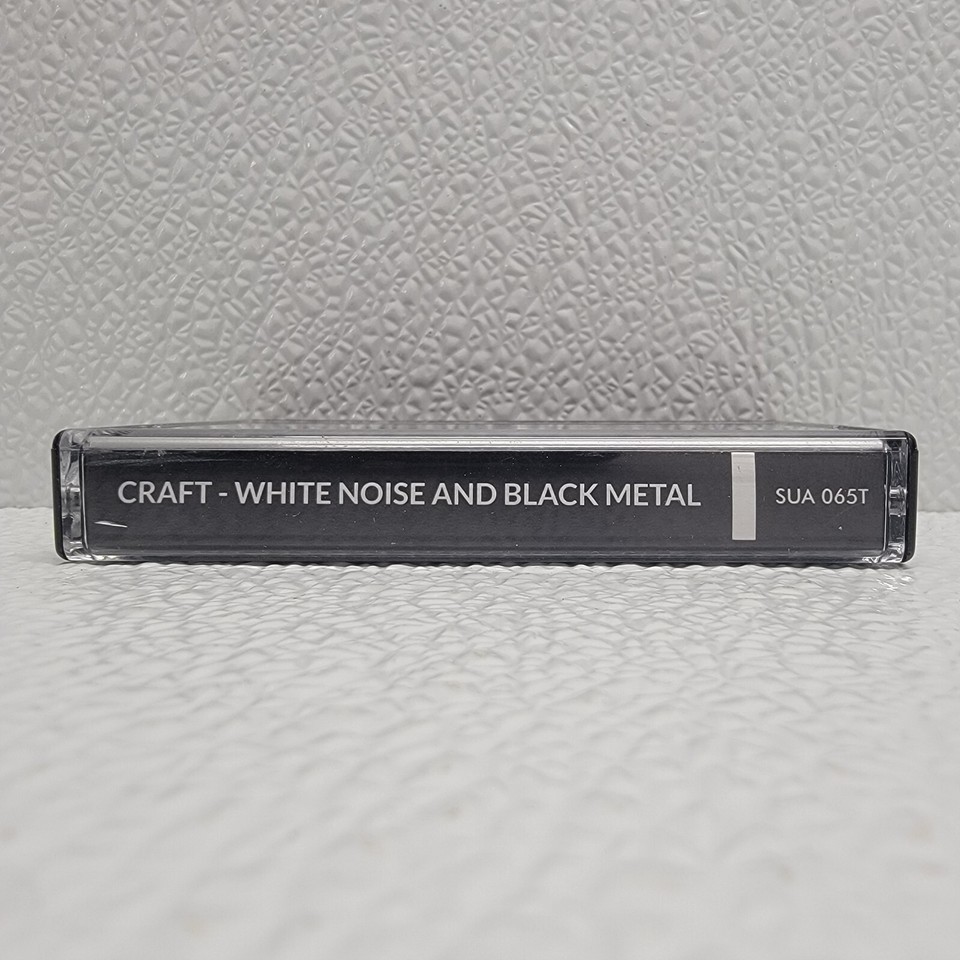 CRAFT - WHITE NOISE AND BLACK METAL
SUA 065T